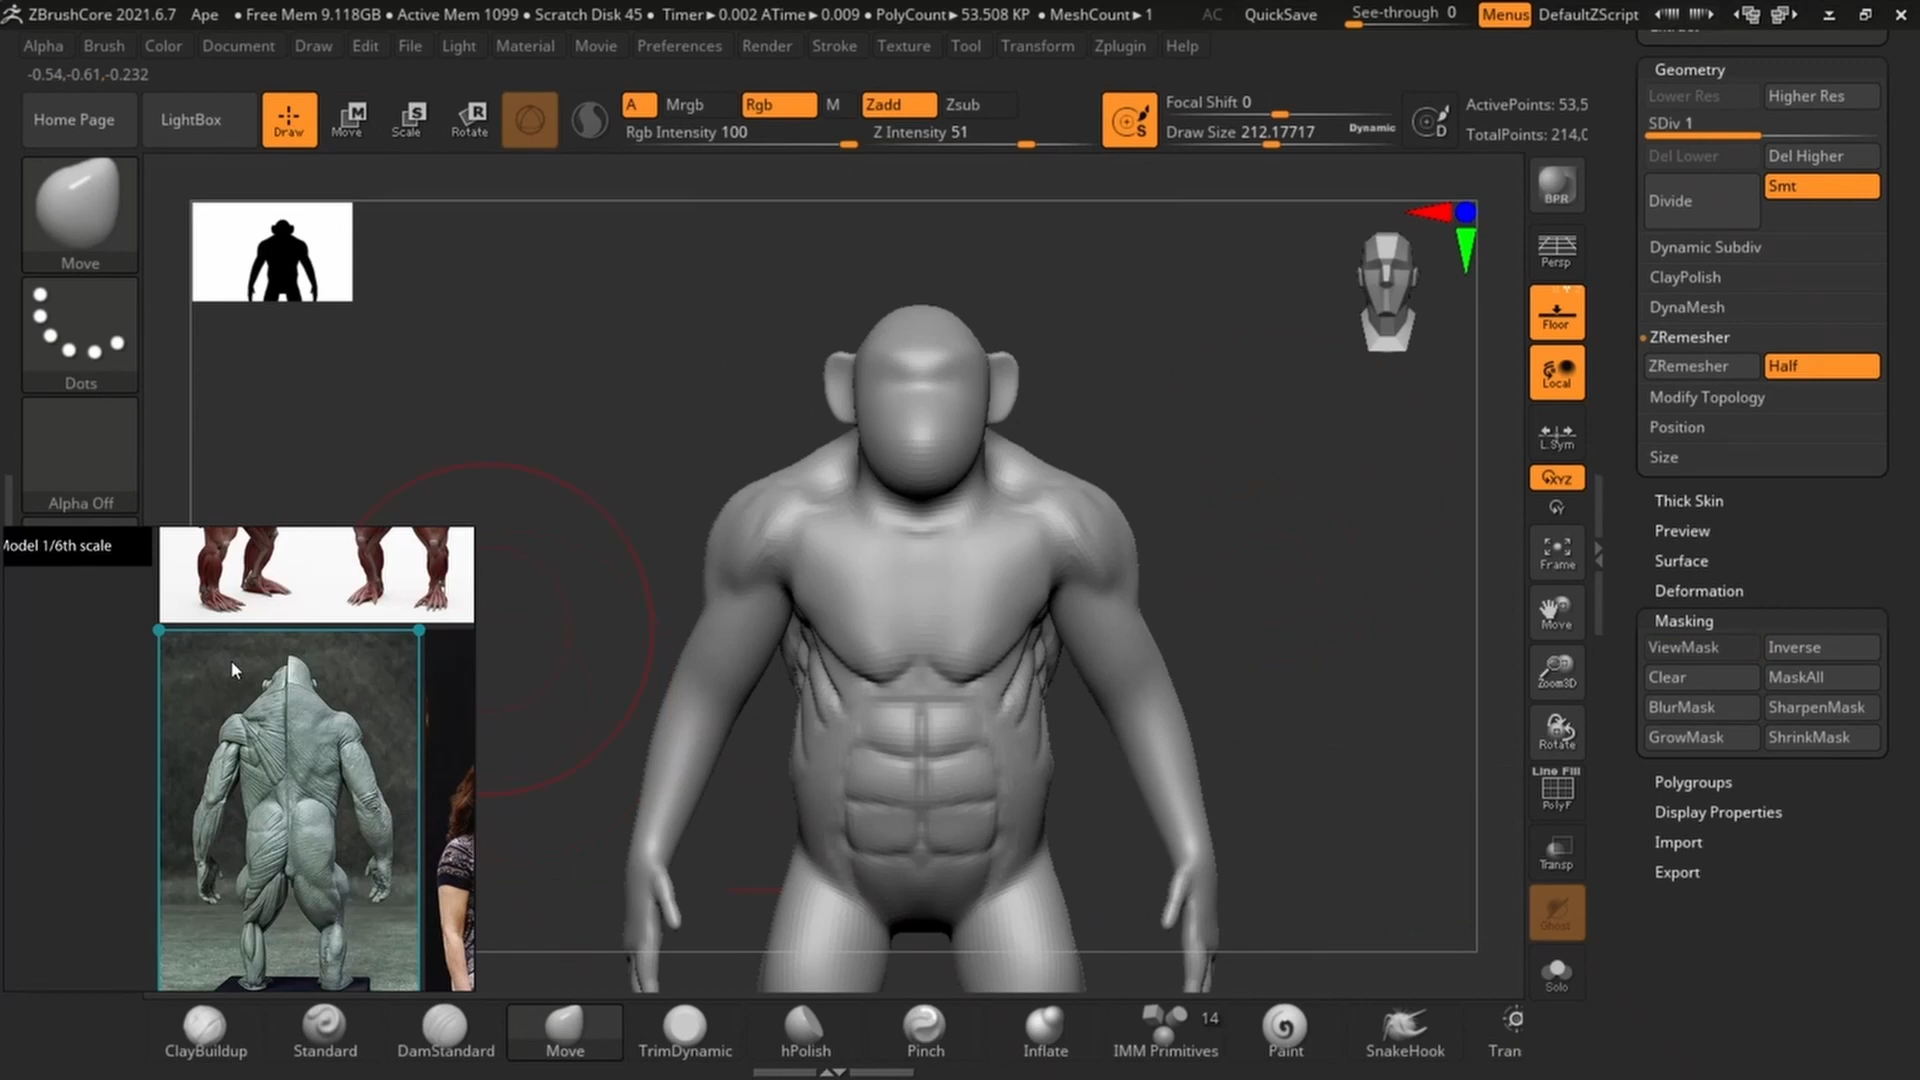 ZBrushCore 2021.6.7 Ape • Free Mem 9.118GB • Active Mem 1099 • Scratch Disk 45 • Timer▶0.002 ATime▶0.009 • PolyCount▶53.508 KP • MeshCount▶1 AC QuickSave See-through 0 Menus DefaultZScript
Alpha Brush Color Document Draw Edit File Light Material Movie Preferences Render Stroke Texture Tool Transform Zplugin Help
-0.54,-0.61,-0.232
Home Page LightBox Draw Move Scale Rotate
A Mrgb Rgb M Zadd Zsub
Rgb Intensity 100 Z Intensity 51
S
Focal Shift 0
Draw Size 212.17717 Dynamic
D
ActivePoints: 53,5
TotalPoints: 214,0
Move
Dots
Alpha Off
Model 1/6th scale
BPR
Persp
Floor
Local
L.Sym
XYZ
Y
Frame
Move
Zoom3D
Rotate
Line Fill
PolyF
Transp
Ghost
Solo
Geometry
Lower Res Higher Res
SDiv 1
Del Lower Del Higher
Divide Smt
Dynamic Subdiv
ClayPolish
DynaMesh
ZRemesher
ZRemesher Half
Modify Topology
Position
Size
Thick Skin
Preview
Surface
Deformation
Masking
ViewMask Inverse
Clear MaskAll
BlurMask SharpenMask
GrowMask ShrinkMask
Polygroups
Display Properties
Import
Export
14
ClayBuildup Standard DamStandard Move TrimDynamic hPolish Pinch Inflate IMM Primitives Paint SnakeHook Tran